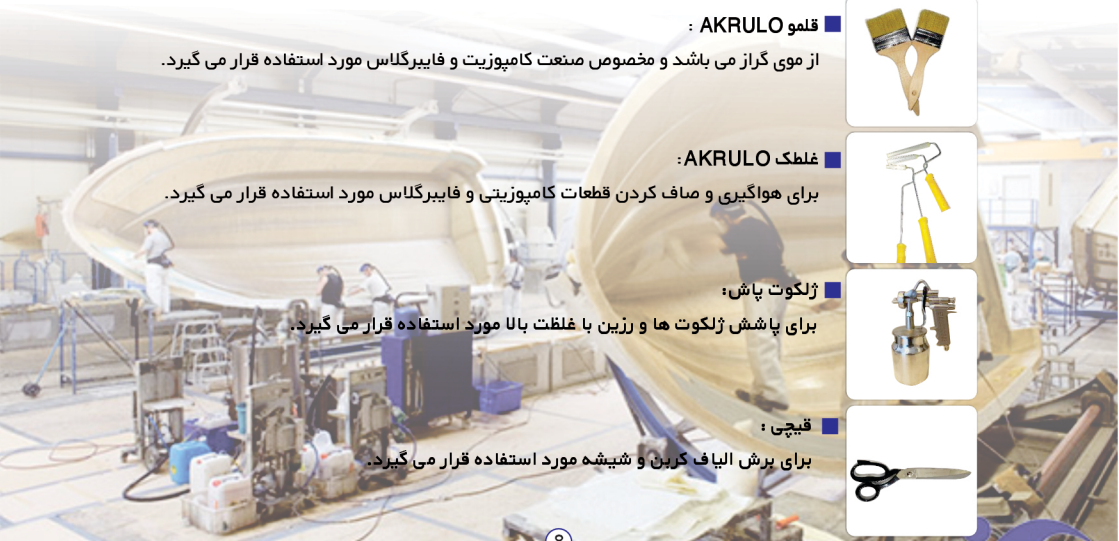 قلمو AKRULO :
از موی گراز می باشد و مخصوص صنعت کامپوزیت و فایبرگلاس مورد استفاده قرار می گیرد.
غلطک AKRULO :
برای هواگیری و صاف کردن قطعات کامپوزیتی و فایبرگلاس مورد استفاده قرار می گیرد.
ژلکوت پاش:
برای پاشش ژلکوت ها و رزین با غلظت بالا مورد استفاده قرار می گیرد.
قیچی :
برای برش الیاف کربن و شیشه مورد استفاده قرار می گیرد.